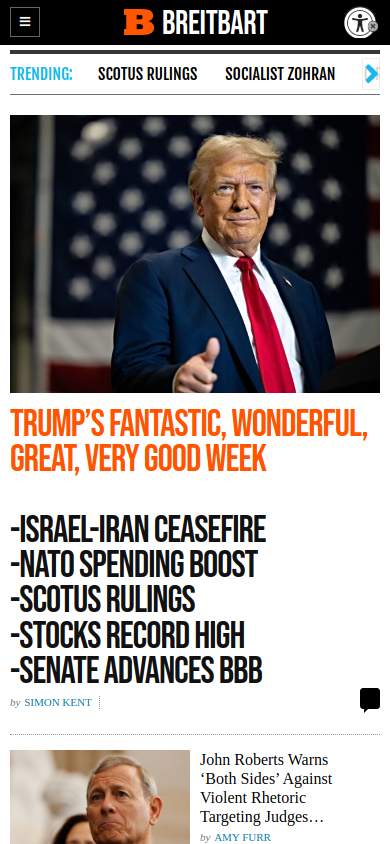 B BREITBART
TRENDING:
SCOTUS RULINGS
SOCIALIST ZOHRAN
TRUMP’S FANTASTIC, WONDERFUL,
GREAT, VERY GOOD WEEK
-ISRAEL-IRAN CEASEFIRE
-NATO SPENDING BOOST
-SCOTUS RULINGS
-STOCKS RECORD HIGH
-SENATE ADVANCES BBB
by SIMON KENT
John Roberts Warns
‘Both Sides’ Against
Violent Rhetoric
Targeting Judges…
by AMY FURR